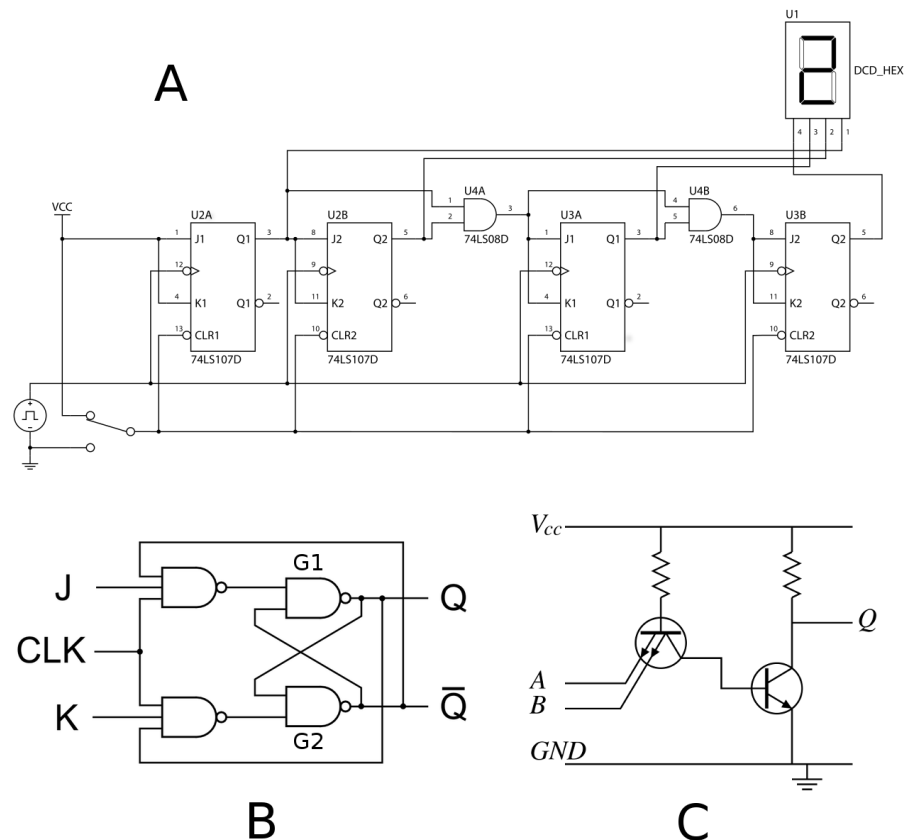 U1
A
DCD_HEX
4 3 2 1
U4A U4B
VCC U2A U2B 1 3 U3A 4 6 U3B
2 5
1 J1 Q1 3 8 J2 Q2 5 74LS08D 1 J1 Q1 3 74LS08D 8 J2 Q2 5
12 9 12 9
4 K1 Q1 2 11 K2 Q2 6 4 K1 Q1 2 11 K2 Q2 6
13 CLR1 10 CLR2 13 CLR1 10 CLR2
74LS107D 74LS107D 74LS107D 74LS107D
+
–
G1
J Q
CLK
K Q̅
G2
B
Vcc
Q
A
B
GND
C